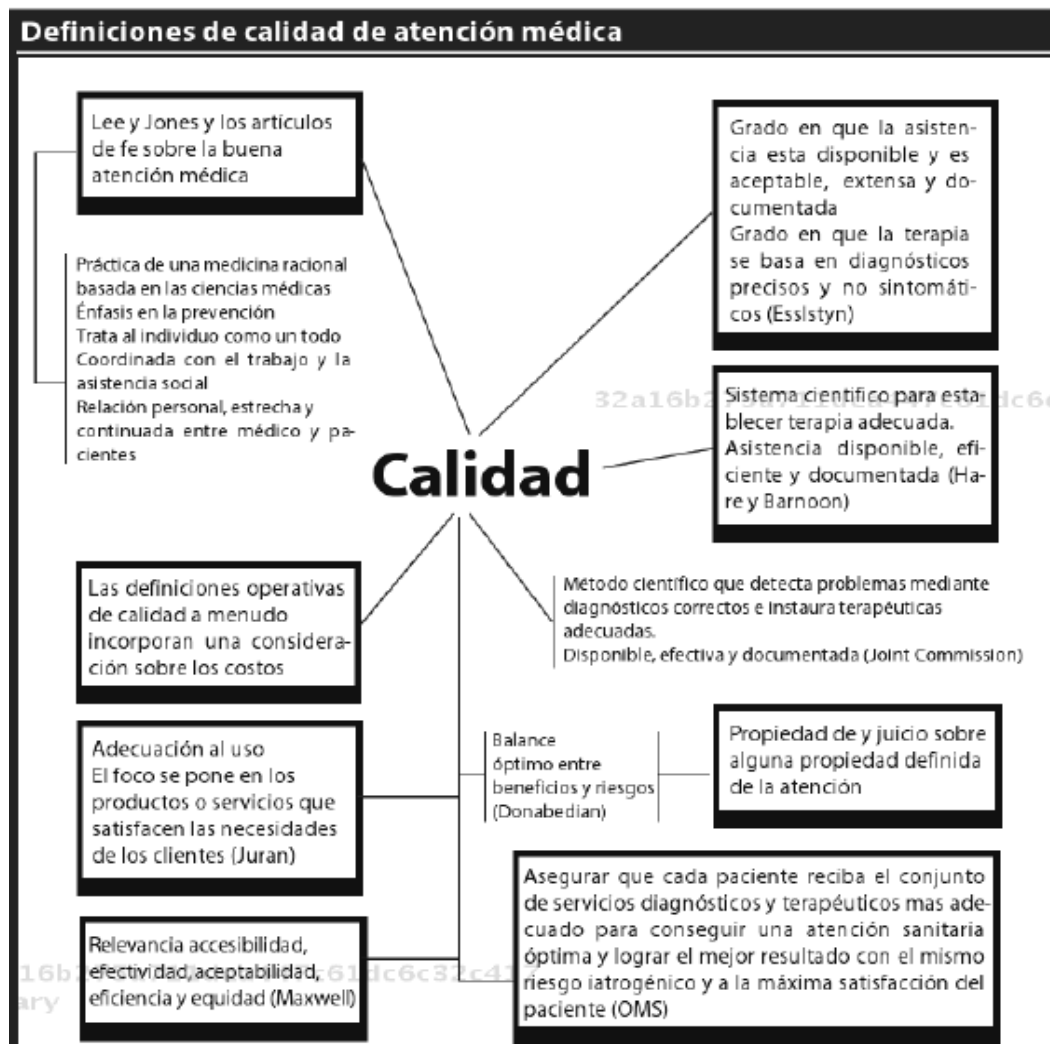 Definiciones de calidad de atención médica
Lee y Jones y los artículos
de fe sobre la buena
atención médica
Práctica de una medicina racional
basada en las ciencias médicas
Énfasis en la prevención
Trata al individuo como un todo
Coordinada con el trabajo y la
asistencia social
Relación personal, estrecha y
continuada entre médico y pa-
cientes
Grado en que la asisten-
cia esta disponible y es
aceptable, extensa y do-
cumentada
Grado en que la terapia
se basa en diagnósticos
precisos y no sintomáti-
cos (Esslstyn)
Sistema científico para esta-
blecer terapia adecuada.
Asistencia disponible, efi-
ciente y documentada (Ha-
re y Barnoon)
Calidad
Las definiciones operativas
de calidad a menudo
incorporan una considera-
ción sobre los costos
Método científico que detecta problemas mediante
diagnósticos correctos e instaura terapéuticas
adecuadas.
Disponible, efectiva y documentada (Joint Commission)
Adecuación al uso
El foco se pone en los
productos o servicios que
satisfacen las necesidades
de los clientes (Juran)
Balance
óptimo entre
beneficios y riesgos
(Donabedian)
Propiedad de y juicio sobre
alguna propiedad definida
de la atención
Relevancia accesibilidad,
efectividad, aceptabilidad,
eficiencia y equidad (Maxwell)
Asegurar que cada paciente reciba el conjunto
de servicios diagnósticos y terapéuticos mas ade-
cuado para conseguir una atención sanitaria
óptima y lograr el mejor resultado con el mismo
riesgo iatrogénico y a la máxima satisfacción del
paciente (OMS)
ary